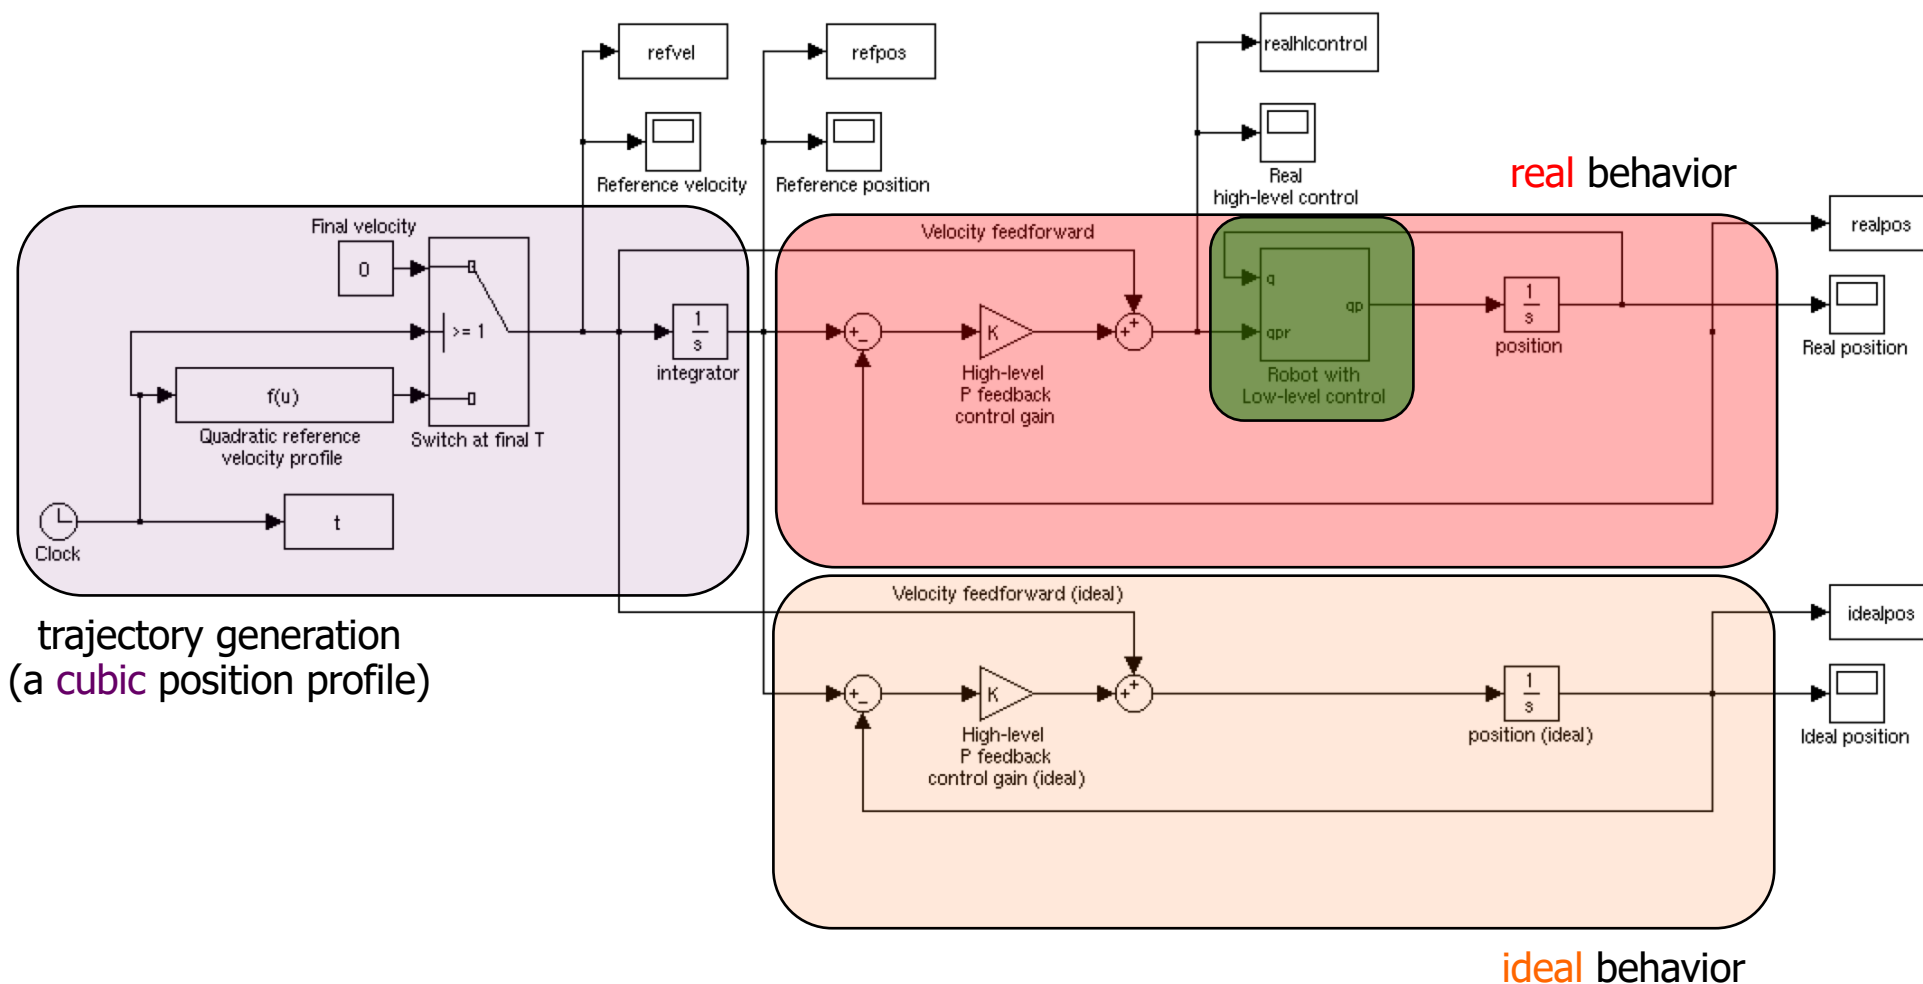 refvel
refpos
realhlcontrol
Reference velocity
Reference position
Real
high-level control
real behavior
Final velocity
0
>= 1
f(u)
Quadratic reference
velocity profile
Switch at final T
t
Clock
1
s
integrator
trajectory generation
(a cubic position profile)
Velocity feedforward
+
−
K
High-level
P feedback
control gain
+
+
q
qpr
qp
Robot with
Low-level control
1
s
position
realpos
Real position
Velocity feedforward (ideal)
+
−
K
High-level
P feedback
control gain (ideal)
+
+
1
s
position (ideal)
idealpos
Ideal position
ideal behavior